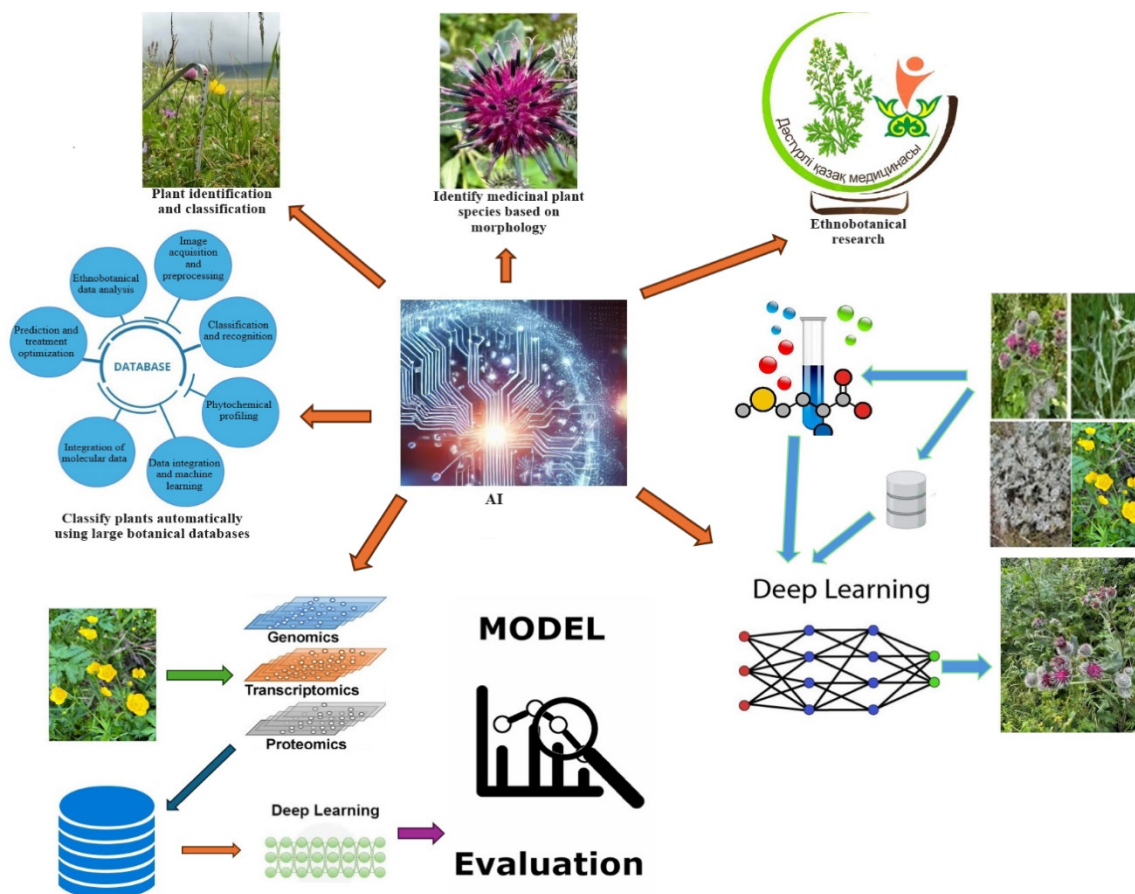 Plant identification
and classification
Identify medicinal plant
species based on
morphology
Дәстүрлі қазақ медицинасы
Ethnobotanical
research
Image
acquisition
and
preprocessing
Ethnobotanical
data analysis
Classification
and recognition
Prediction and
treatment
optimization
DATABASE
Phytochemical
profiling
Integration of
molecular data
Data integration
and machine
learning
Classify plants automatically
using large botanical databases
AI
Genomics
Transcriptomics
Proteomics
MODEL
Evaluation
Deep Learning
Deep Learning